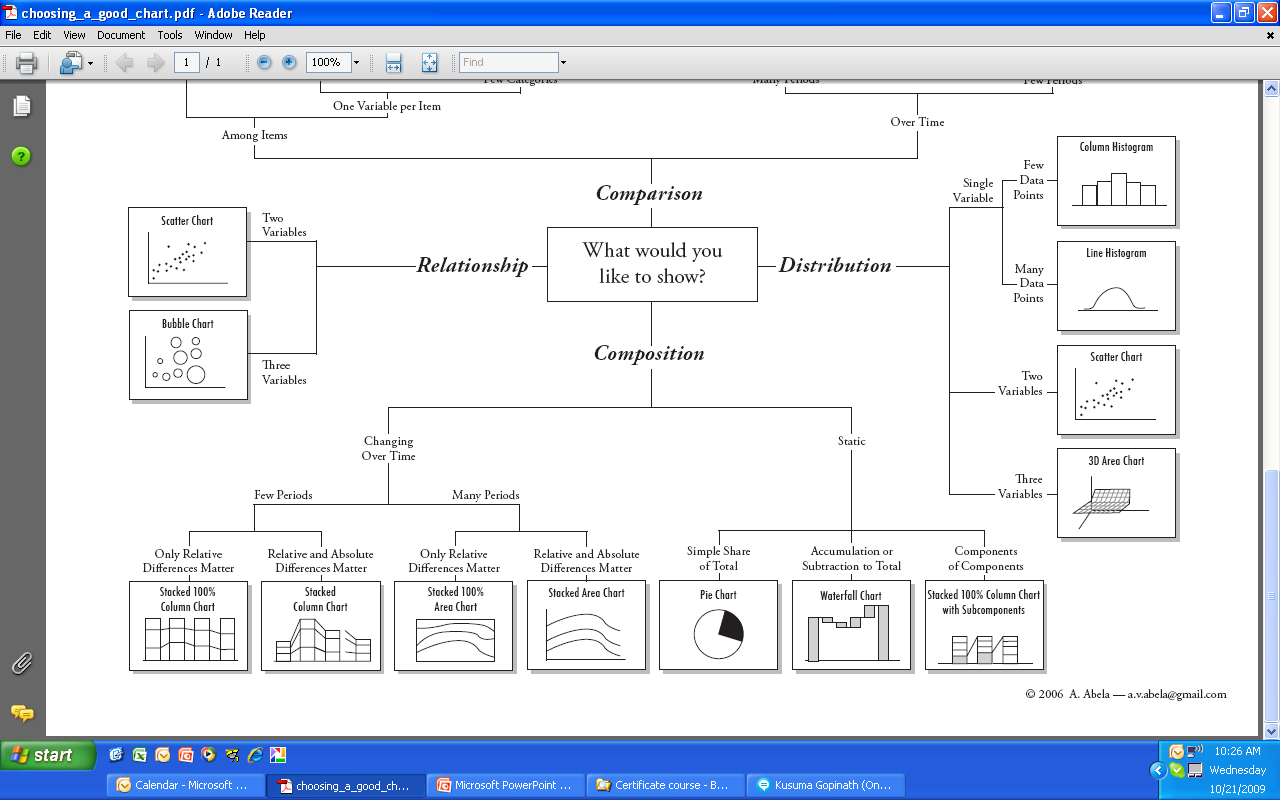 choosing_a_good_chart.pdf - Adobe Reader
File Edit View Document Tools Window Help
1 / 1 100% Find
Few Categories Many Periods Few Periods
One Variable per Item
Among Items
Over Time
Comparison
What would you
like to show?
Relationship
Two
Variables
Scatter Chart
Three
Variables
Bubble Chart
Distribution
Single
Variable
Few
Data
Points
Column Histogram
Many
Data
Points
Line Histogram
Two
Variables
Scatter Chart
Three
Variables
3D Area Chart
Composition
Changing
Over Time
Static
Few Periods
Many Periods
Only Relative
Differences Matter
Stacked 100%
Column Chart
Relative and Absolute
Differences Matter
Stacked
Column Chart
Only Relative
Differences Matter
Stacked 100%
Area Chart
Relative and Absolute
Differences Matter
Stacked Area Chart
Simple Share
of Total
Pie Chart
Accumulation or
Subtraction to Total
Waterfall Chart
Components
of Components
Stacked 100% Column Chart
with Subcomponents
© 2006 A. Abela — a.v.abela@gmail.com
start
Calendar - Microsoft ...
choosing_a_good_ch...
Microsoft PowerPoint ...
Certificate course - B...
Kusuma Gopinath (On...
10:26 AM
Wednesday
10/21/2009